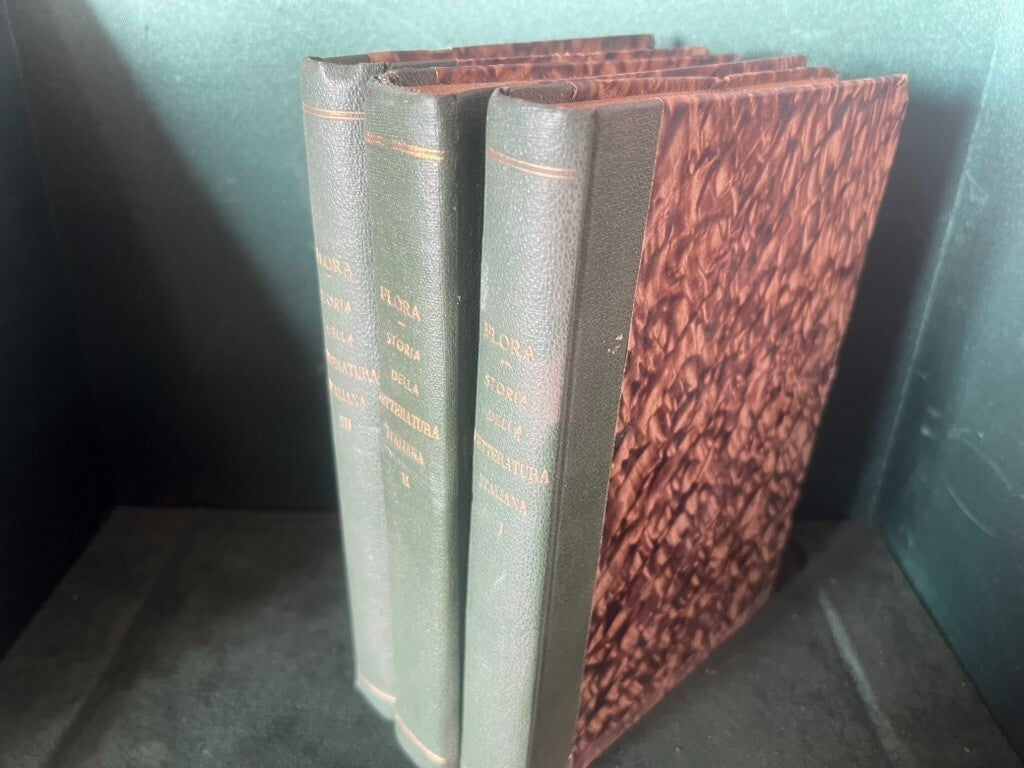 FLORA
STORIA
DELLA
LETTERATURA
ITALIANA
III
FLORA
STORIA
DELLA
LETTERATURA
ITALIANA
II
FLORA
STORIA
DELLA
LETTERATURA
ITALIANA
I